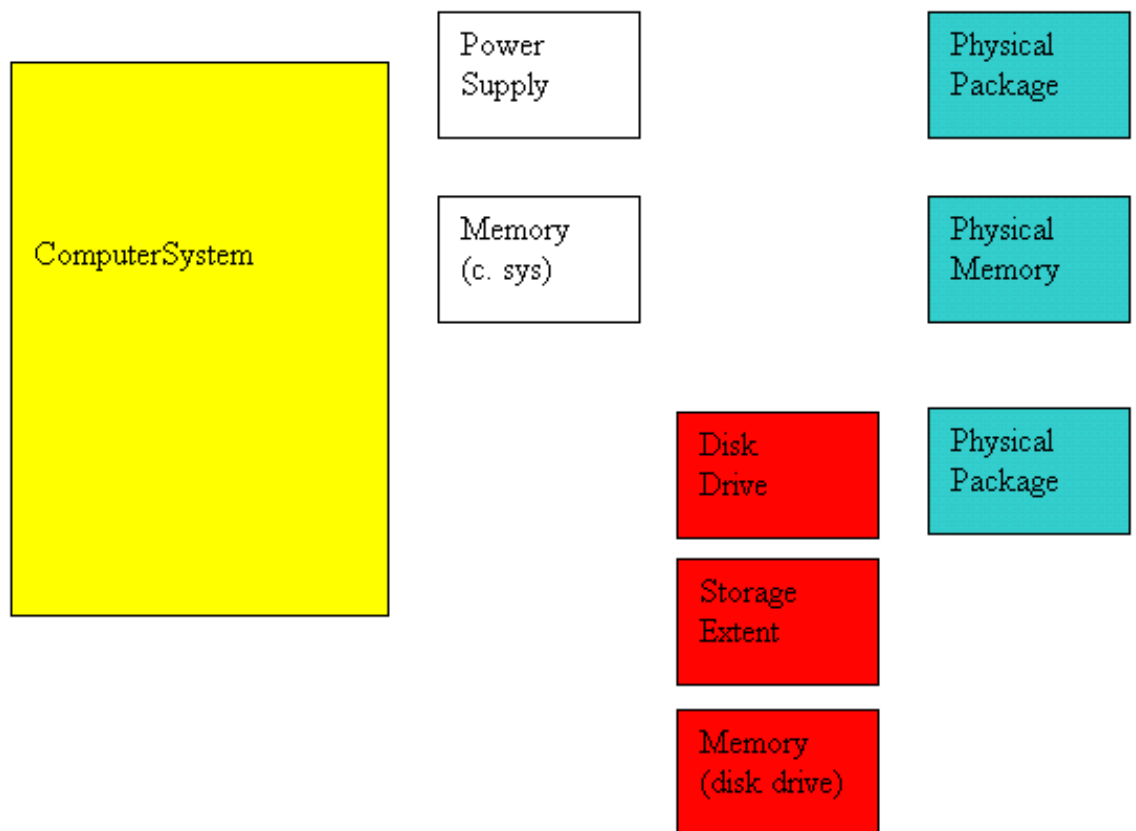 Power
Supply
Physical
Package
ComputerSystem
Memory
(c. sys)
Physical
Memory
Disk
Drive
Physical
Package
Storage
Extent
Memory
(disk drive)